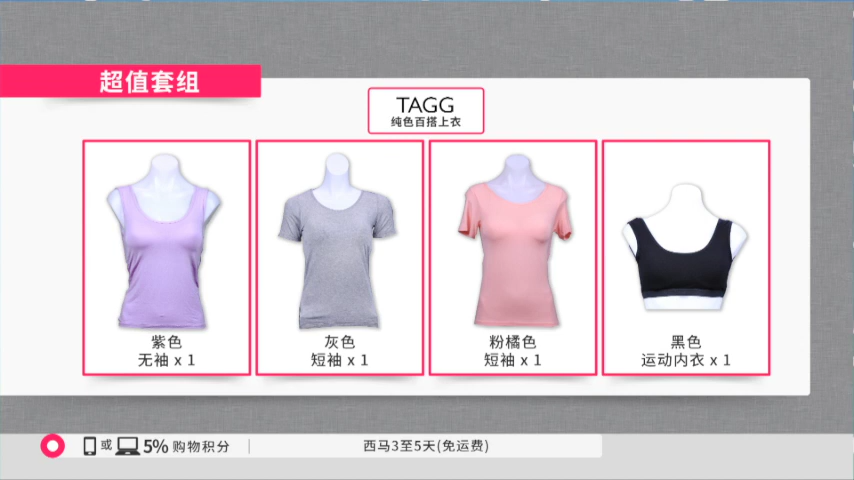 超值套组
TAGG
纯色百搭上衣
紫色
无袖 x 1
灰色
短袖 x 1
粉橘色
短袖 x 1
黑色
运动内衣 x 1
或 5% 购物积分
西马3至5天(免运费)